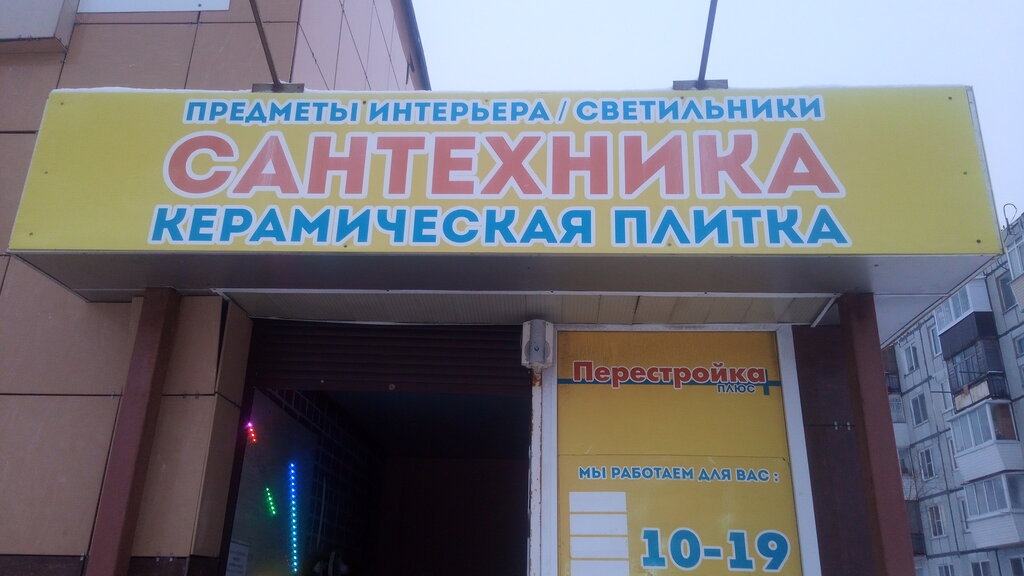 ПРЕДМЕТЫ ИНТЕРЬЕРА / СВЕТИЛЬНИКИ
САНТЕХНИКА
КЕРАМИЧЕСКАЯ ПЛИТКА
Перестройка
ПЛЮС
МЫ РАБОТАЕМ ДЛЯ ВАС :
10-19